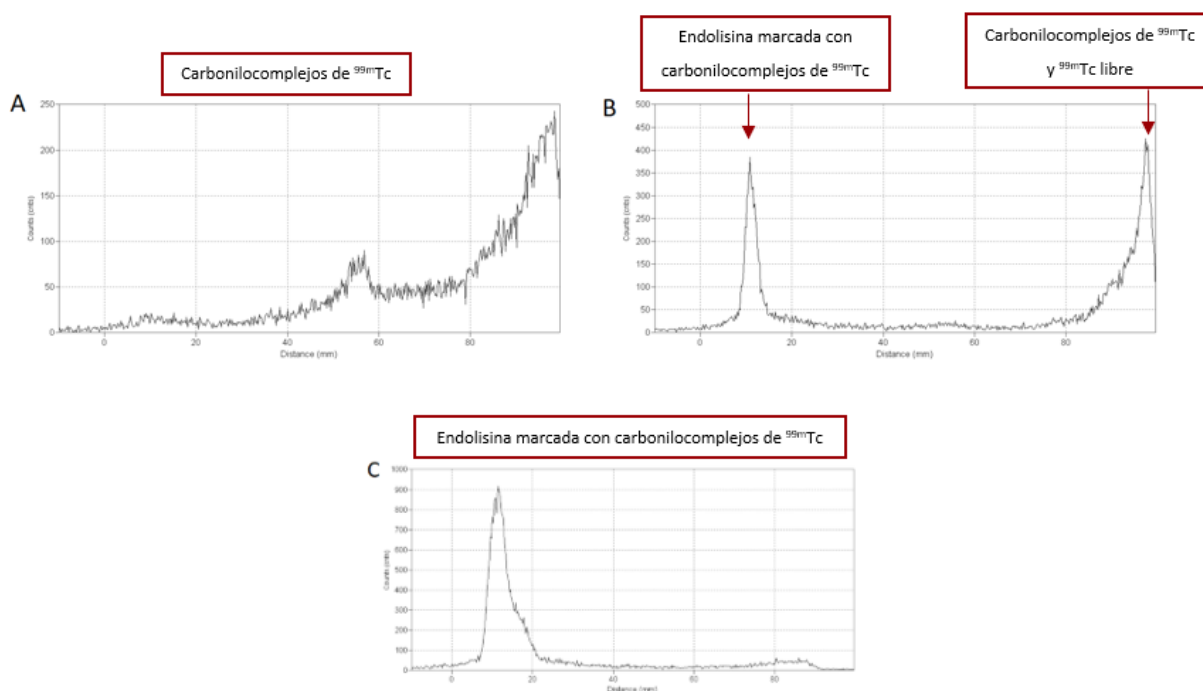 Carbonilocomplejos de ⁹⁹ᵐTc
Endolisina marcada con
carbonilocomplejos de ⁹⁹ᵐTc
Carbonilocomplejos de ⁹⁹ᵐTc
y ⁹⁹ᵐTc libre
A
250
200
150
100
50
0
Counts (cnts)
0 20 40 60 80
Distance (mm)
B
500
450
400
350
300
250
200
150
100
50
0
Counts (cnts)
0 20 40 60 80
Distance (mm)
Endolisina marcada con carbonilocomplejos de ⁹⁹ᵐTc
C
1000
900
800
700
600
500
400
300
200
100
0
Counts (cnts)
0 20 40 60 80
Distance (mm)